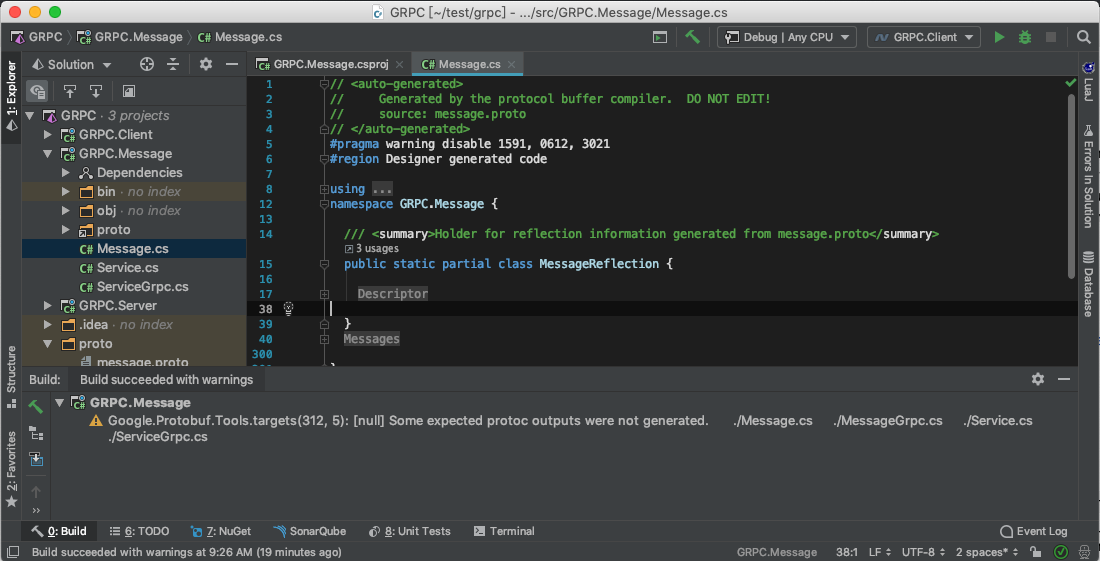 GRPC [~/test/grpc] - .../src/GRPC.Message/Message.cs
GRPC GRPC.Message C# Message.cs Debug | Any CPU GRPC.Client
1: Explorer
Solution
GRPC · 3 projects
GRPC.Client
GRPC.Message
Dependencies
bin · no index
obj · no index
proto
C# Message.cs
C# Service.cs
C# ServiceGrpc.cs
GRPC.Server
.idea · no index
proto
message.proto
GRPC.Message.csproj C# Message.cs
1 // <auto-generated>
2 //     Generated by the protocol buffer compiler.  DO NOT EDIT!
3 //     source: message.proto
4 // </auto-generated>
5 #pragma warning disable 1591, 0612, 3021
6 #region Designer generated code
7
8 using ...
12 namespace GRPC.Message {
13
14 /// <summary>Holder for reflection information generated from message.proto</summary>
3 usages
15 public static partial class MessageReflection {
16
17 Descriptor
38
39 }
40 Messages
300
LuaJ
Errors In Solution
Database
Structure
2: Favorites
Build: Build succeeded with warnings
GRPC.Message
Google.Protobuf.Tools.targets(312, 5): [null] Some expected protoc outputs were not generated. ./Message.cs ./MessageGrpc.cs ./Service.cs
./ServiceGrpc.cs
»
0: Build 6: TODO 7: NuGet SonarQube 8: Unit Tests Terminal Event Log
Build succeeded with warnings at 9:26 AM (19 minutes ago) GRPC.Message 38:1 LF UTF-8 2 spaces*